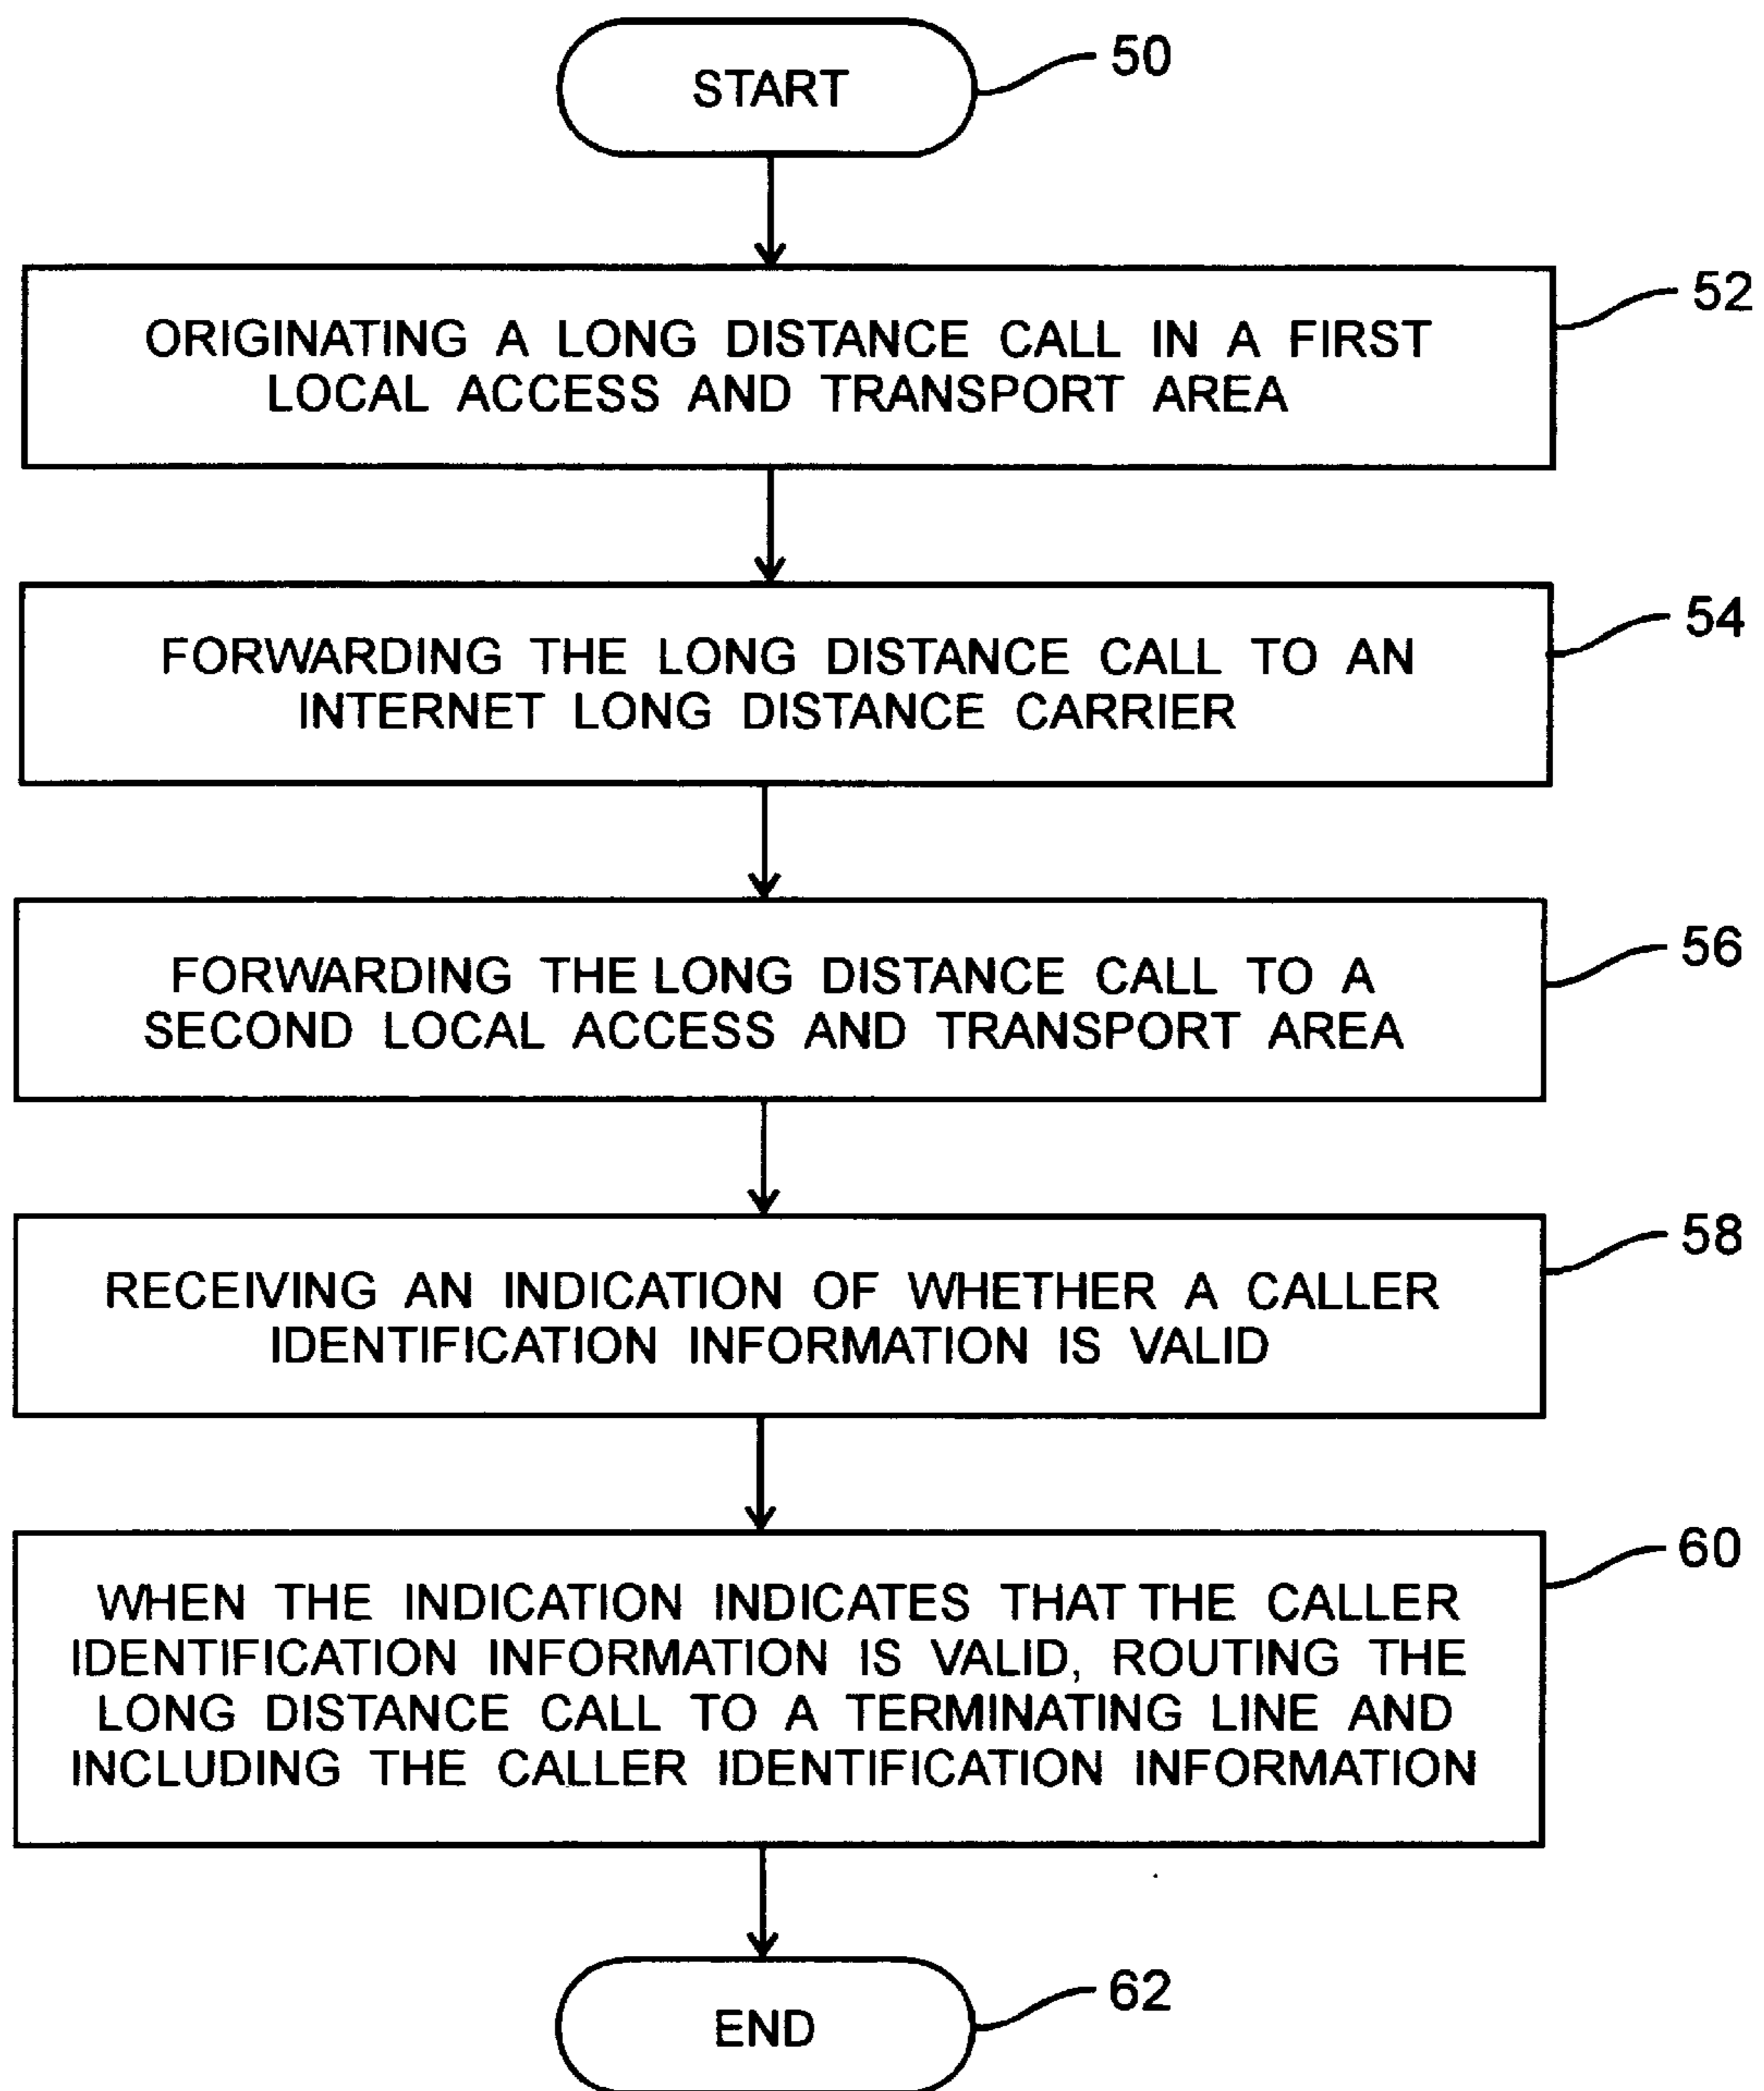 START
50
ORIGINATING A LONG DISTANCE CALL IN A FIRST
LOCAL ACCESS AND TRANSPORT AREA
52
FORWARDING THE LONG DISTANCE CALL TO AN
INTERNET LONG DISTANCE CARRIER
54
FORWARDING THE LONG DISTANCE CALL TO A
SECOND LOCAL ACCESS AND TRANSPORT AREA
56
RECEIVING AN INDICATION OF WHETHER A CALLER
IDENTIFICATION INFORMATION IS VALID
58
WHEN THE INDICATION INDICATES THAT THE CALLER
IDENTIFICATION INFORMATION IS VALID, ROUTING THE
LONG DISTANCE CALL TO A TERMINATING LINE AND
INCLUDING THE CALLER IDENTIFICATION INFORMATION
60
END
62